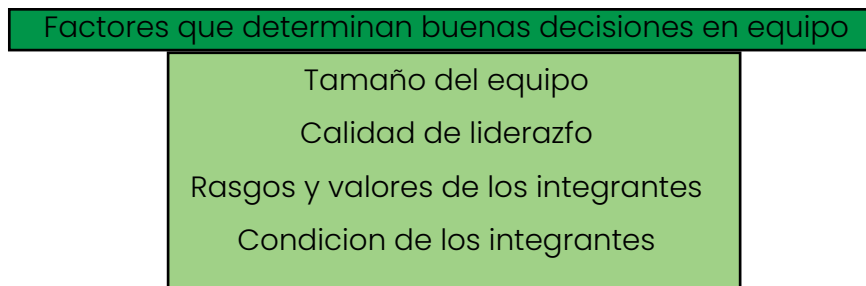 Factores que determinan buenas decisiones en equipo
Tamaño del equipo
Calidad de liderazfo
Rasgos y valores de los integrantes
Condicion de los integrantes